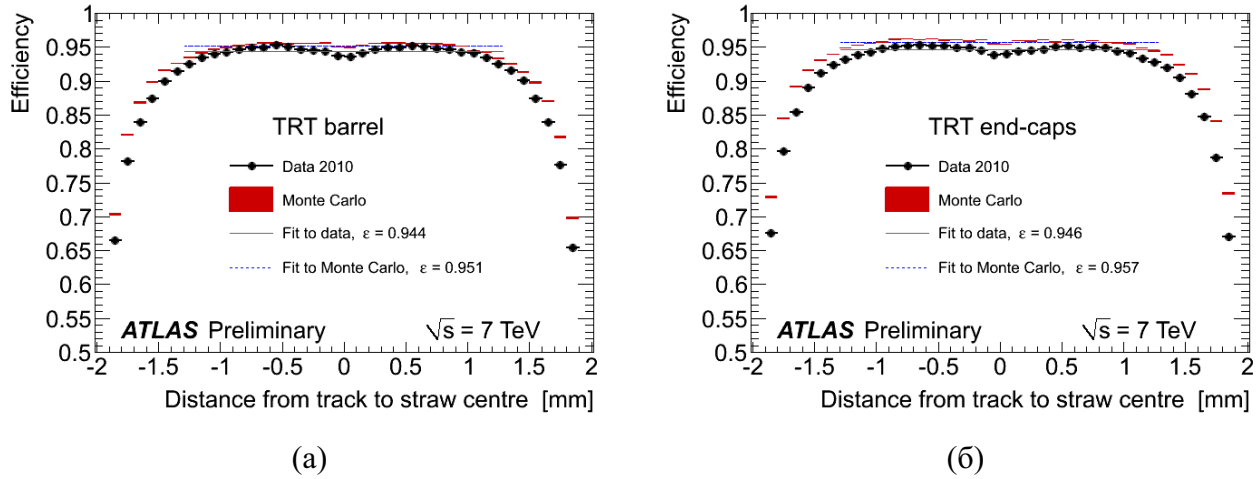 Efficiency
1
0.95
0.9
0.85
0.8
0.75
0.7
0.65
0.6
0.55
0.5
TRT barrel
Data 2010
Monte Carlo
Fit to data, ε = 0.944
Fit to Monte Carlo, ε = 0.951
ATLAS Preliminary √s = 7 TeV
-2 -1.5 -1 -0.5 0 0.5 1 1.5 2
Distance from track to straw centre [mm]
(а)
Efficiency
1
0.95
0.9
0.85
0.8
0.75
0.7
0.65
0.6
0.55
0.5
TRT end-caps
Data 2010
Monte Carlo
Fit to data, ε = 0.946
Fit to Monte Carlo, ε = 0.957
ATLAS Preliminary √s = 7 TeV
-2 -1.5 -1 -0.5 0 0.5 1 1.5 2
Distance from track to straw centre [mm]
(б)